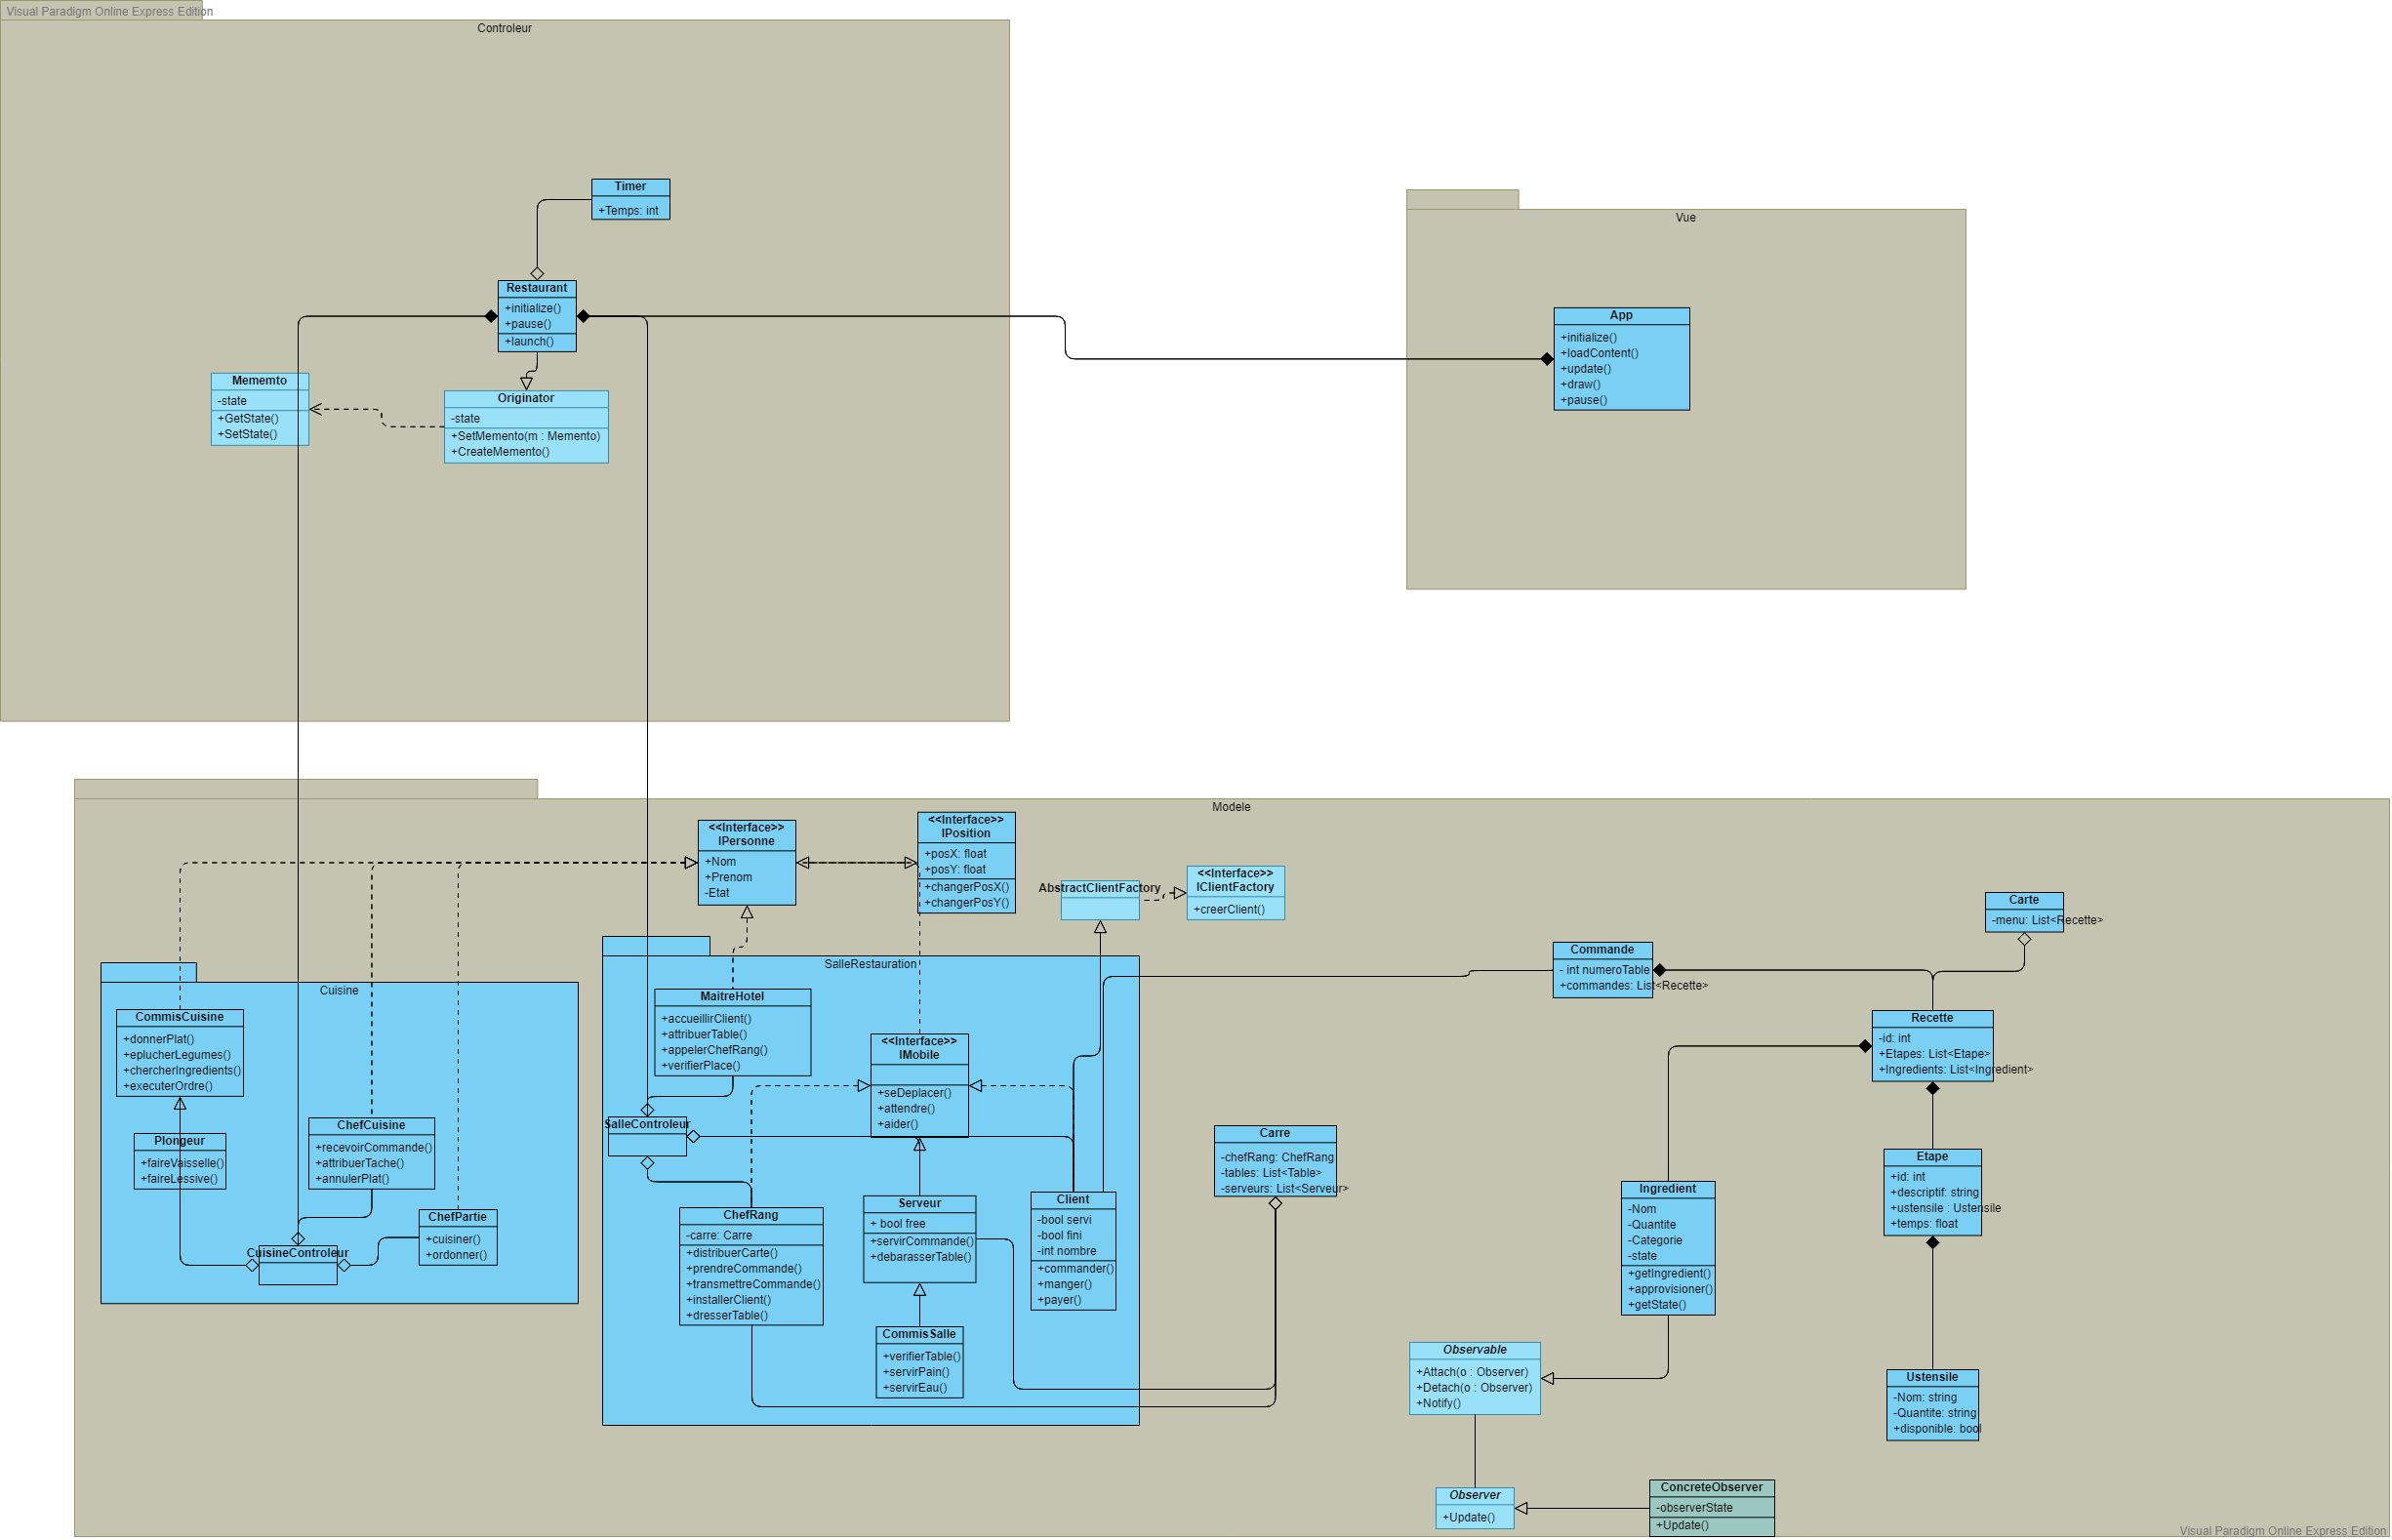 Visual Paradigm Online Express Edition
Controleur
Timer
+Temps: int
Restaurant
+initialize()
+pause()
+launch()
Memento
-state
+GetState()
+SetState()
Originator
-state
+SetMemento(m : Memento)
+CreateMemento()
Vue
App
+initialize()
+loadContent()
+update()
+draw()
+pause()
Modele
<<Interface>>
IPersonne
+Nom
+Prenom
-Etat
<<Interface>>
IPosition
+posX: float
+posY: float
+changerPosX()
+changerPosY()
AbstractClientFactory
<<Interface>>
IClientFactory
+creerClient()
Carte
-menu: List<Recette>
Commande
- int numeroTable
+commandes: List<Recette>
Recette
-id: int
+Etapes: List<Etape>
+Ingredients: List<Ingredient>
Cuisine
CommisCuisine
+donnerPlat()
+eplucherLegumes()
+chercherIngredients()
+executerOrdre()
Plongeur
+faireVaisselle()
+faireLessive()
ChefCuisine
+recevoirCommande()
+attribuerTache()
+annulerPlat()
ChefPartie
+cuisiner()
+ordonner()
CuisineControleur
SalleRestauration
MaitreHotel
+accueillirClient()
+attribuerTable()
+appelerChefRang()
+verifierPlace()
<<Interface>>
IMobile
+seDeplacer()
+attendre()
+aider()
SalleControleur
ChefRang
-carre: Carre
+distribuerCarte()
+prendreCommande()
+transmettreCommande()
+installerClient()
+dresserTable()
Serveur
+ bool free
+servirCommande()
+debarasserTable()
CommisSalle
+verifierTable()
+servirPain()
+servirEau()
Client
-bool servi
-bool fini
-int nombre
+commander()
+manger()
+payer()
Carre
-chefRang: ChefRang
-tables: List<Table>
-serveurs: List<Serveur>
Ingredient
-Nom
-Quantite
-Categorie
-state
+getIngredient()
+approvisioner()
+getState()
Etape
+id: int
+descriptif: string
+ustensile : Ustensile
+temps: float
Ustensile
-Nom: string
-Quantite: string
+disponible: bool
Observable
+Attach(o : Observer)
+Detach(o : Observer)
+Notify()
Observer
+Update()
ConcreteObserver
-observerState
+Update()
Visual Paradigm Online Express Edition